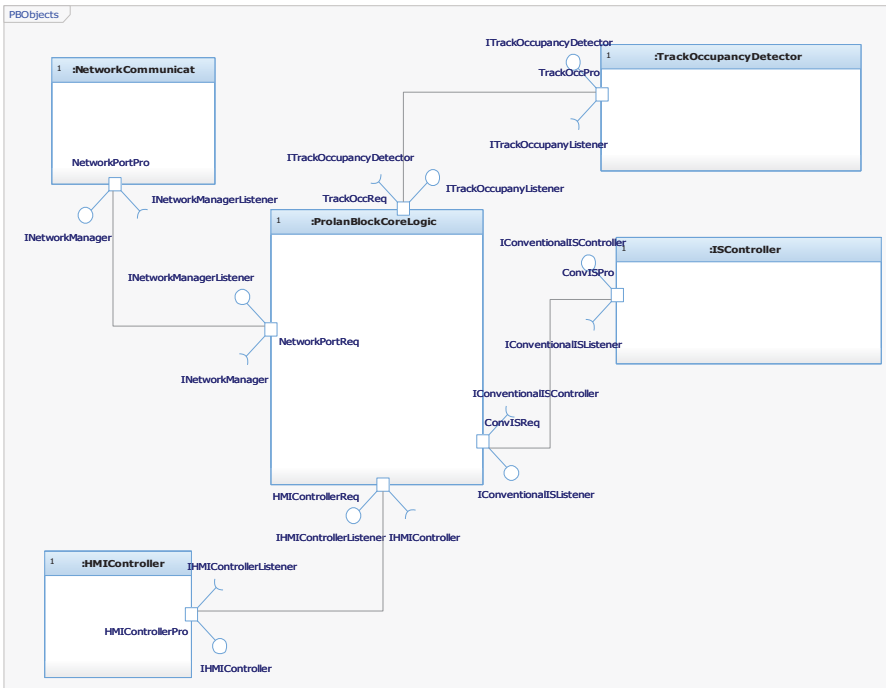 PBObjects
ITrackOccupancyDetector
1 :TrackOccupancyDetector
1 :NetworkCommunicat
TrackOccPro
ITrackOccupanyListener
NetworkPortPro
ITrackOccupancyDetector
ITrackOccupanyListener
INetworkManagerListener
TrackOccReq
1 :ProlanBlockCoreLogic
INetworkManager
IConventionalISController
1 :ISController
ConvISPro
INetworkManagerListener
NetworkPortReq
IConventionalISListener
INetworkManager
IConventionalISController
ConvISReq
HMIControllerReq
IConventionalISListener
IHMIControllerListener IHMIController
1 :HMIController
IHMIControllerListener
HMIControllerPro
IHMIController